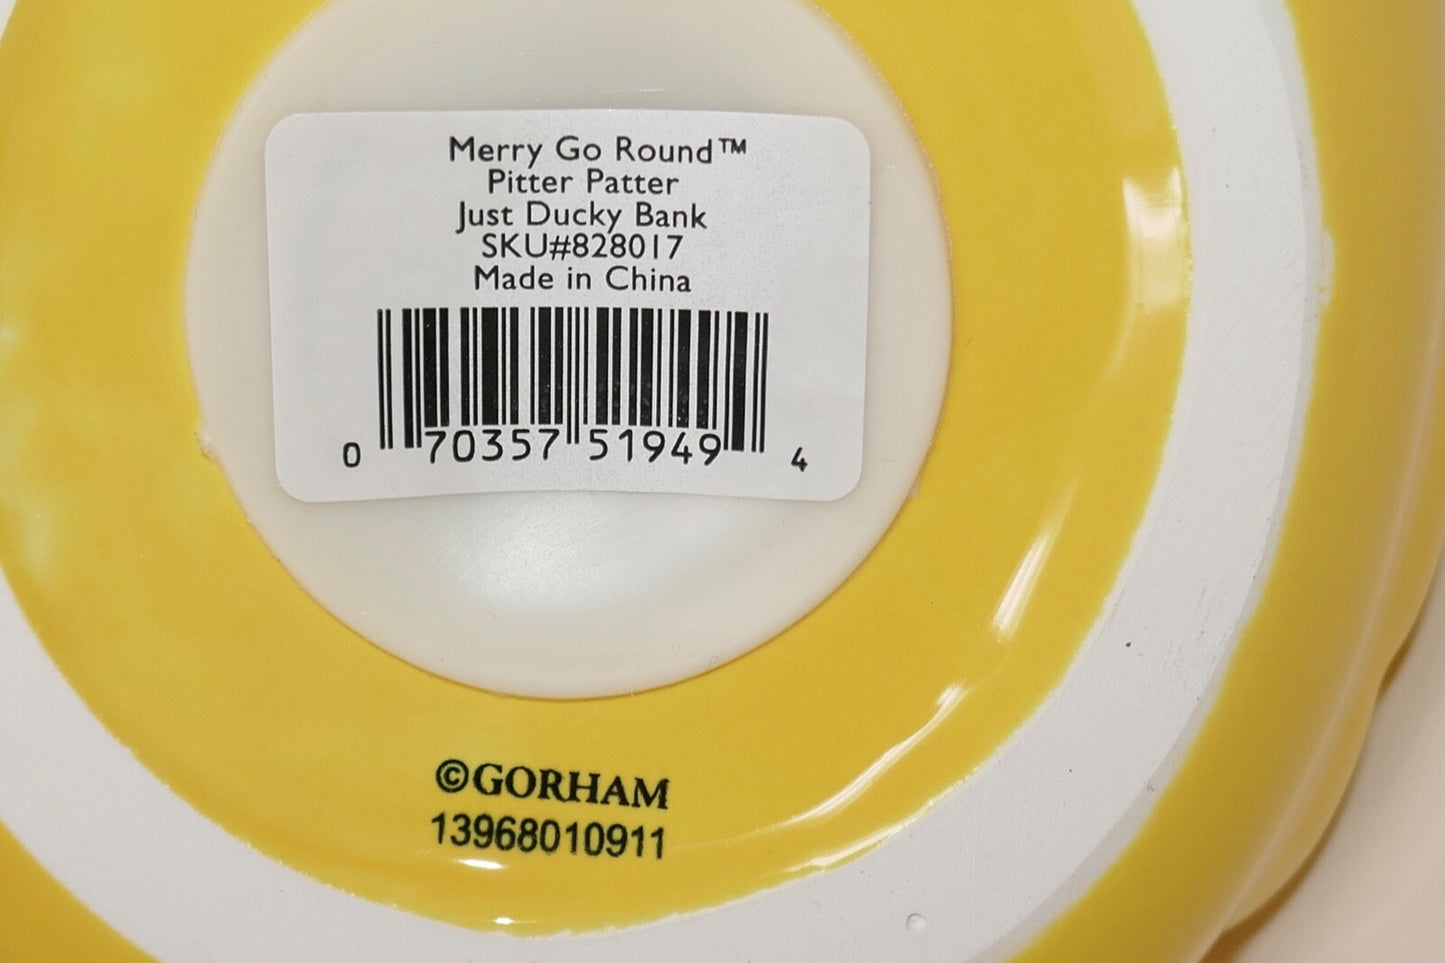 Merry Go Round™
Pitter Patter
Just Ducky Bank
SKU#828017
Made in China
0 70357 51949 4
©GORHAM
13968010911